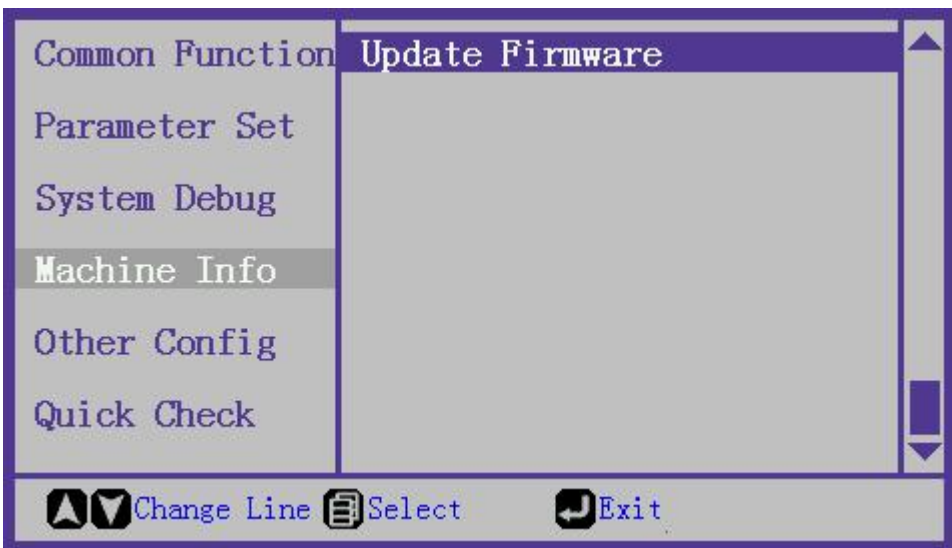 Common Function Update Firmware
Parameter Set
System Debug
Machine Info
Other Config
Quick Check
Change Line Select Exit